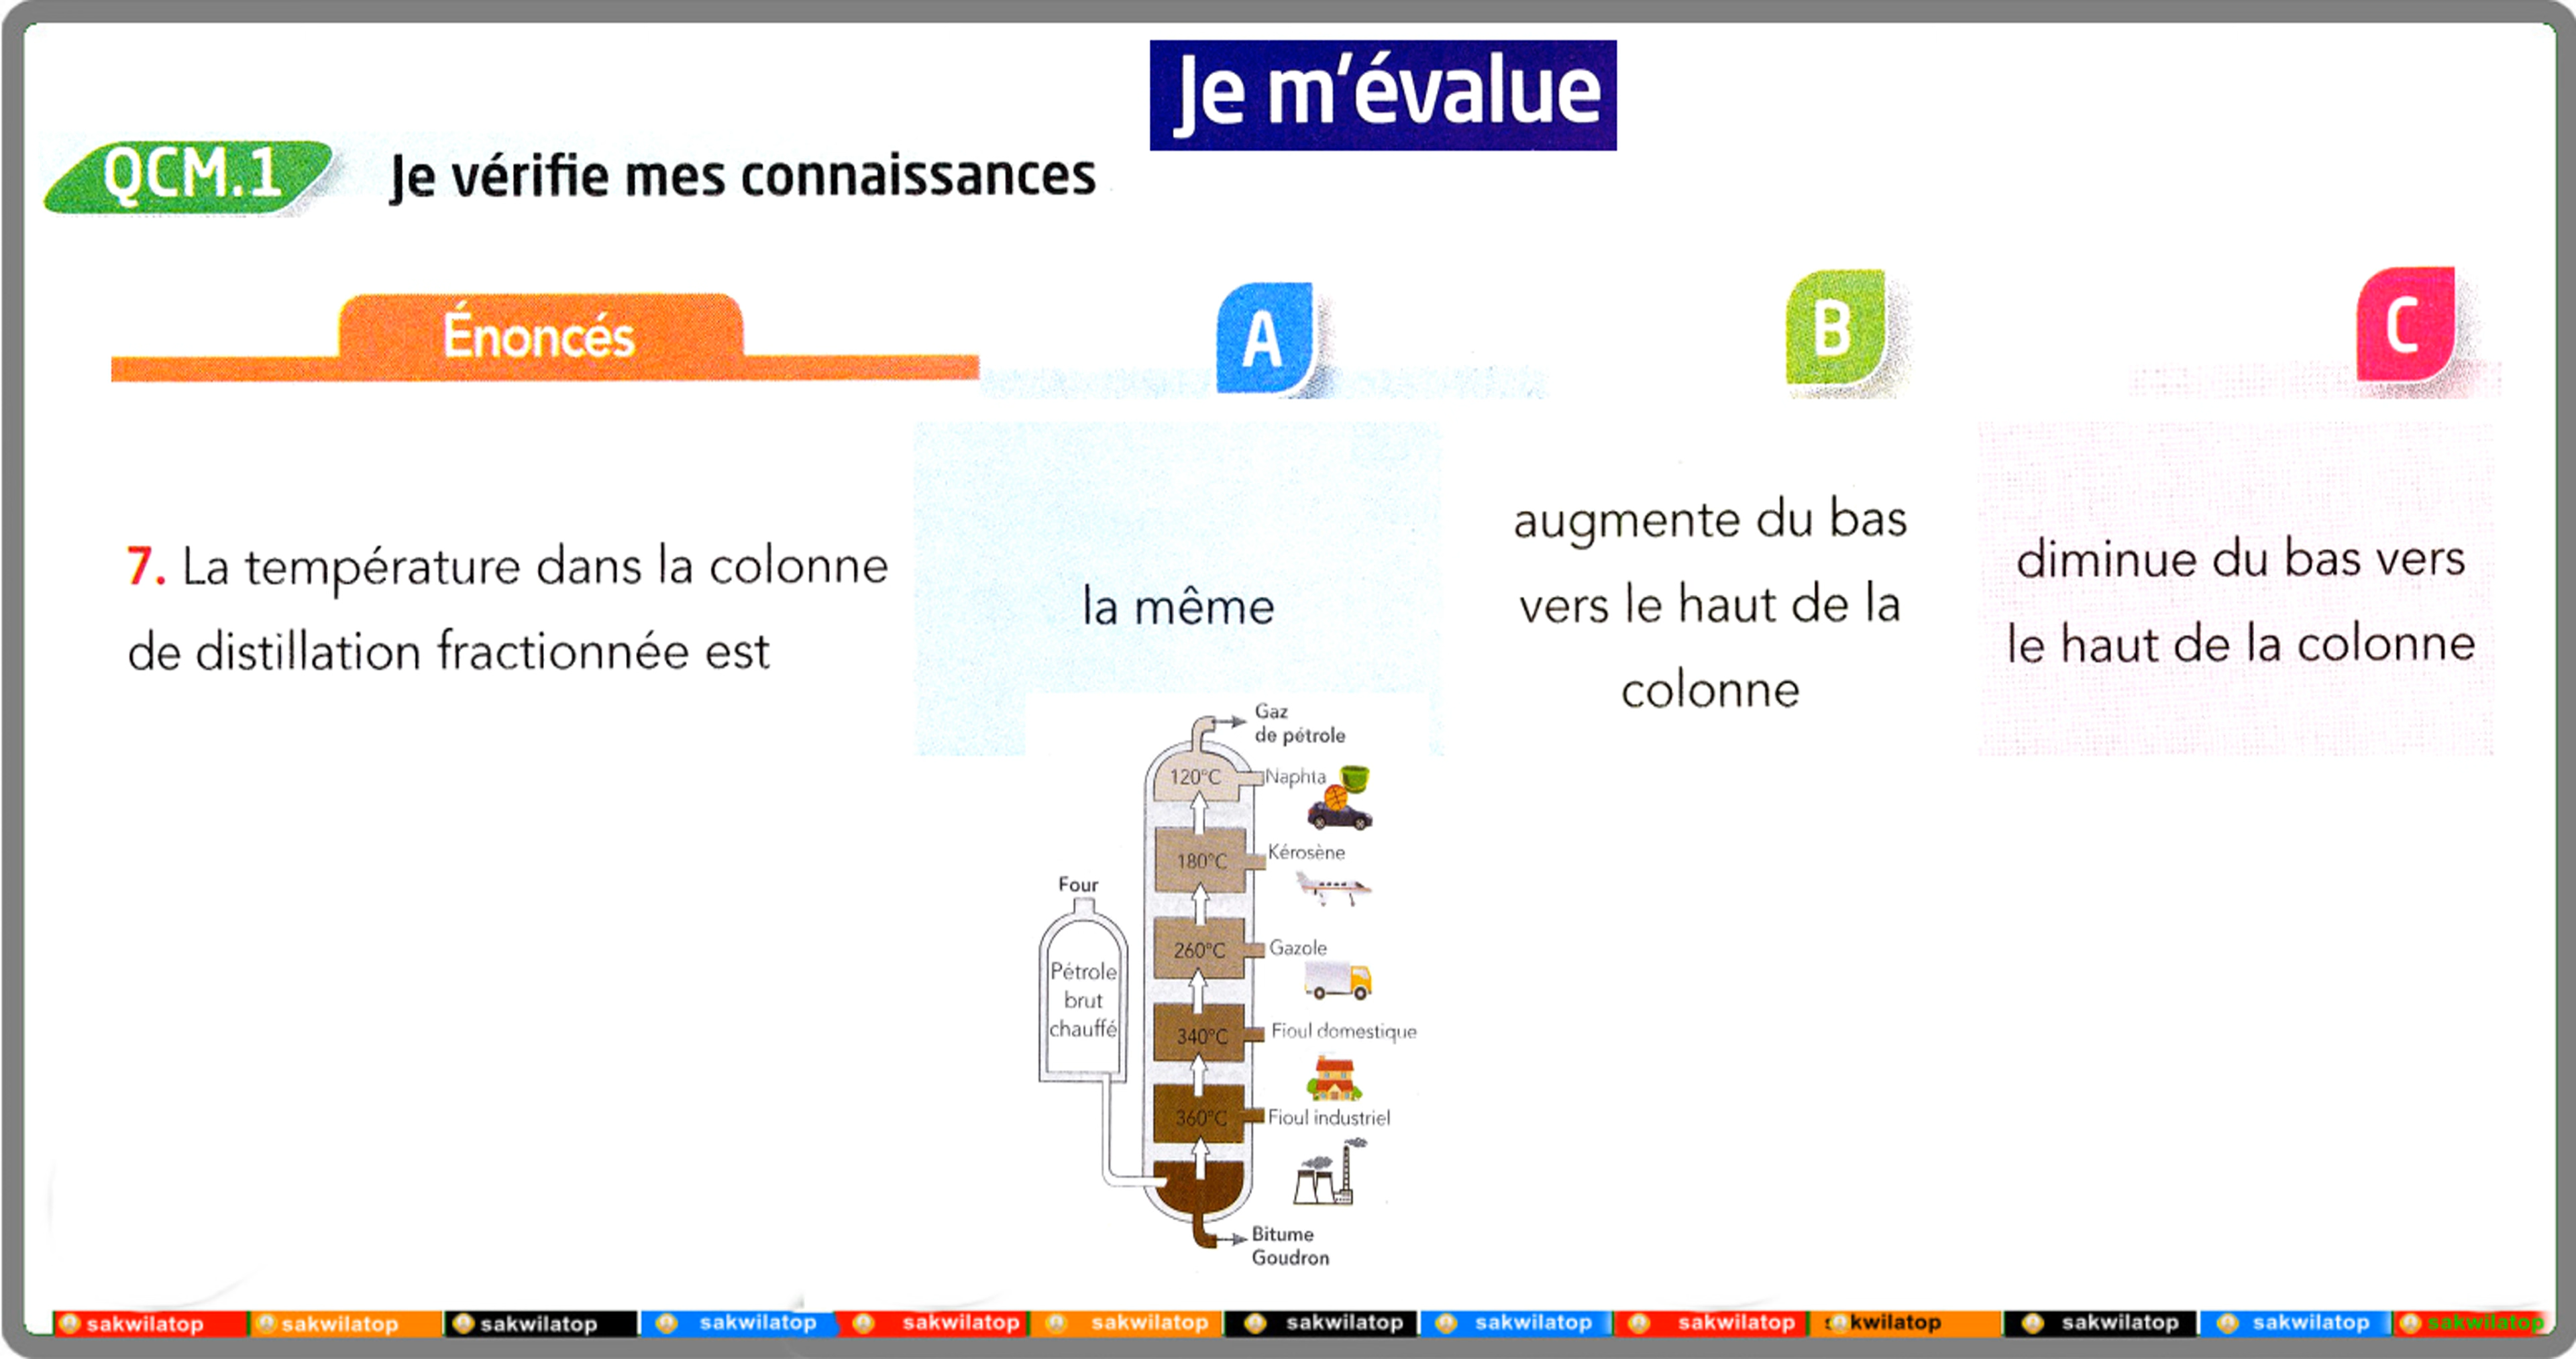 Je m'évalue
QCM.1 Je vérifie mes connaissances
Énoncés
A
B
C
7. La température dans la colonne
de distillation fractionnée est
la même
augmente du bas
vers le haut de la
colonne
diminue du bas vers
le haut de la colonne
Gaz
de pétrole
120°C
Naphta
180°C
Kérosène
Four
260°C
Gazole
Pétrole
brut
chauffé
340°C
Fioul domestique
360°C
Fioul industriel
Bitume
Goudron
sakwilatop sakwilatop sakwilatop sakwilatop sakwilatop sakwilatop sakwilatop sakwilatop sakwilatop kwilatop sakwilatop sakwilatop sakwilatop